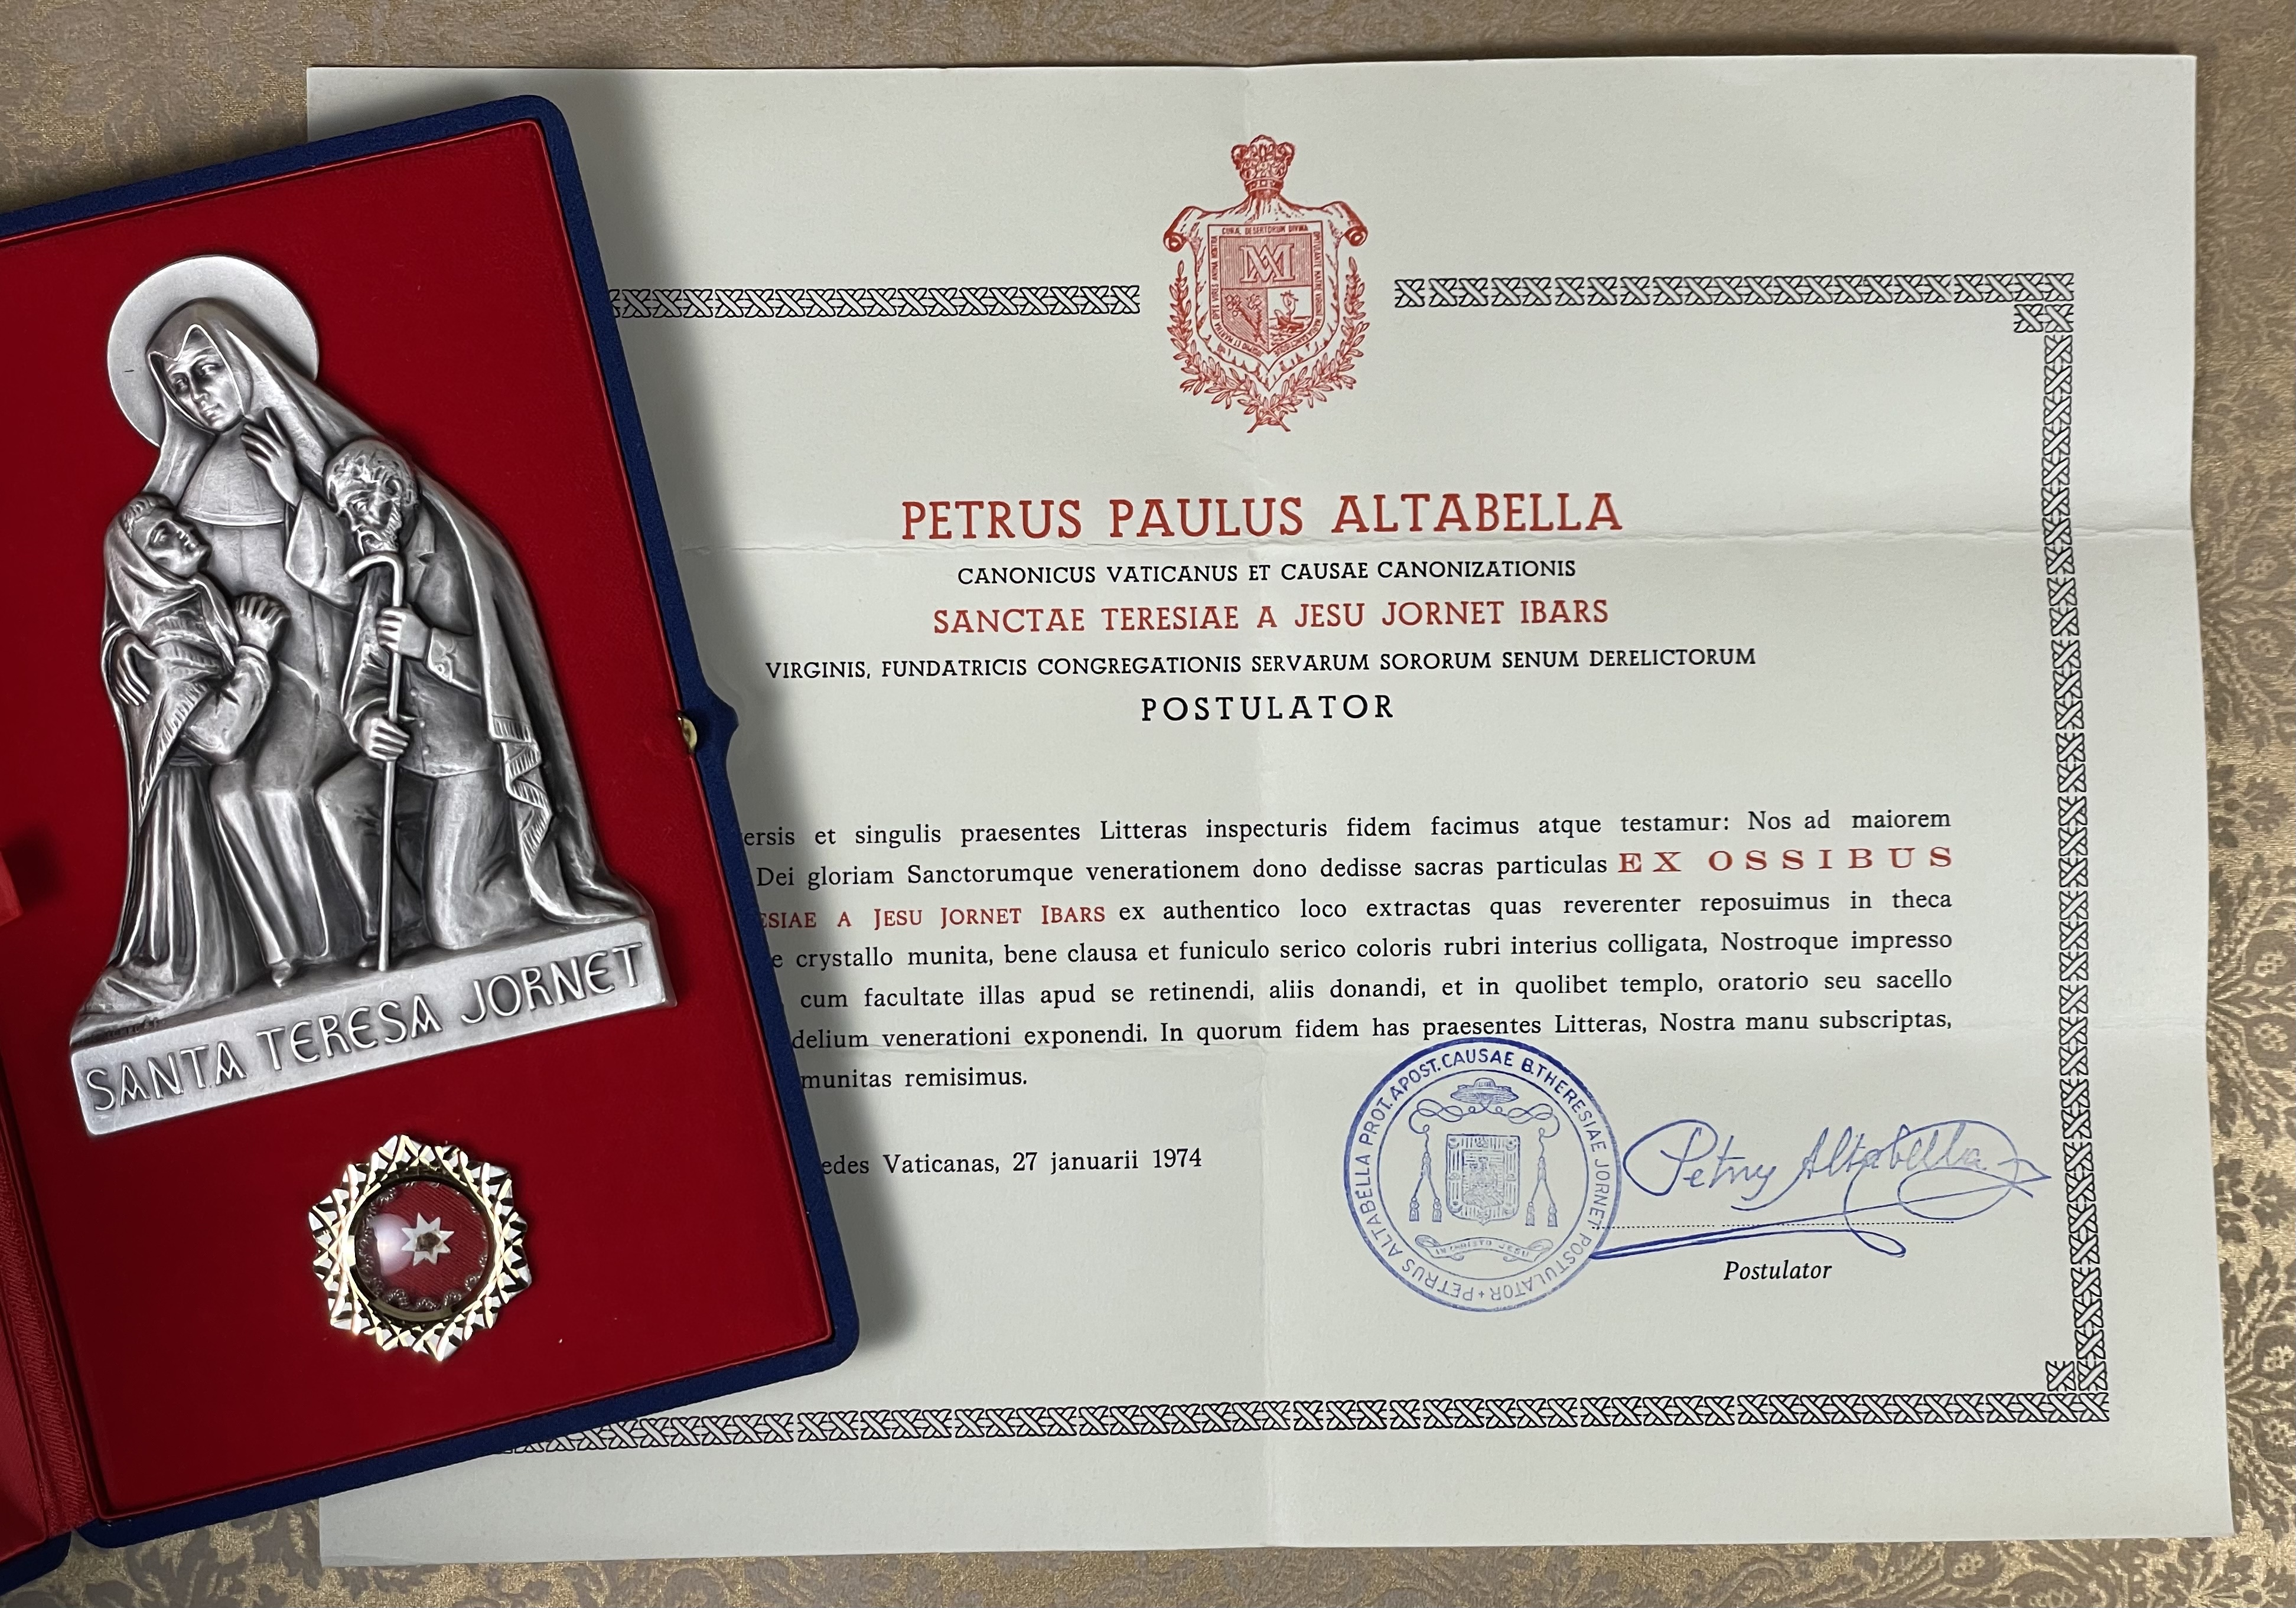 CURA, DESERTORUM DIVINA
PETRUS PAULUS ALTABELLA
CANONICUS VATICANUS ET CAUSAE CANONIZATIONIS
SANCTAE TERESIAE A JESU JORNET IBARS
VIRGINIS, FUNDATRICIS CONGREGATIONIS SERVARUM SORORUM SENUM DERELICTORUM
POSTULATOR
ersis et singulis praesentes Litteras inspecturis fidem facimus atque testamur: Nos ad maiorem
Dei gloriam Sanctorumque venerationem dono dedisse sacras particulas EX OSSIBUS
ESIAE A JESU JORNET IBARS ex authentico loco extractas quas reverenter reposuimus in theca
e crystallo munita, bene clausa et funiculo serico coloris rubri interius colligata, Nostroque impresso
cum facultate illas apud se retinendi, aliis donandi, et in quolibet templo, oratorio seu sacello
delium venerationi exponendi. In quorum fidem has praesentes Litteras, Nostra manu subscriptas,
munitas remisimus.
edes Vaticanas, 27 januarii 1974
PETRUS ALTABELLA PROT. APOST. CAUSAE B. THERESIAE JORNET POSTULATOR +
IN CHRISTO JESU
Petrus Altabella
Postulator
SANTA TERESA JORNET